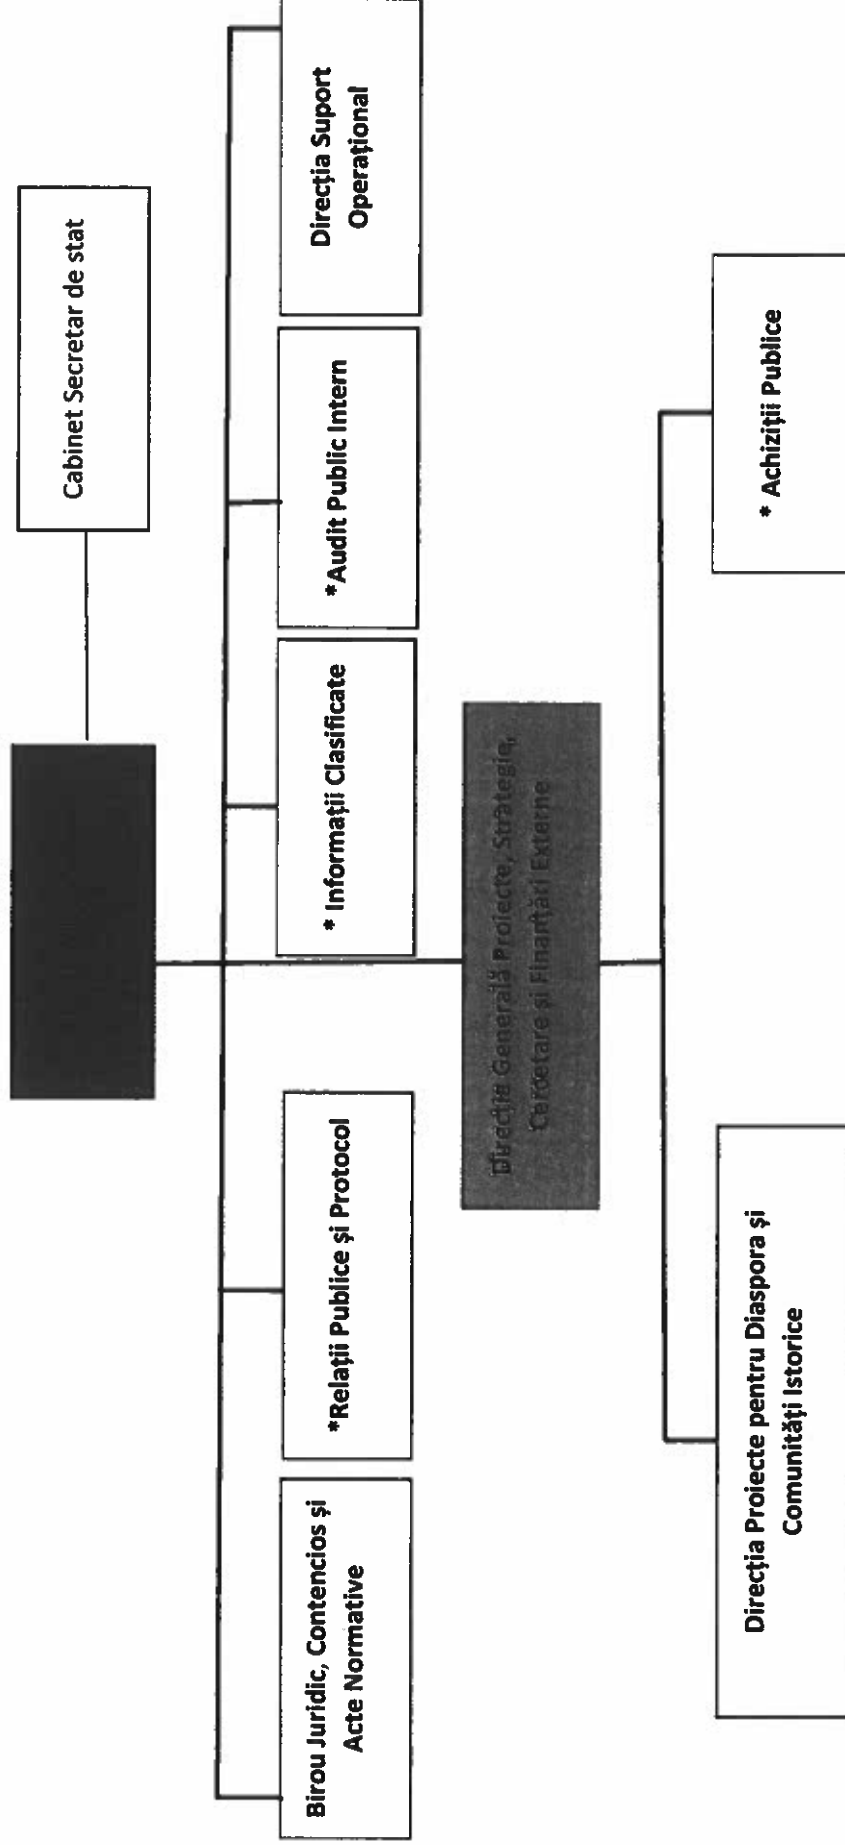 Cabinet Secretar de stat
Birou Juridic, Contencios și
Acte Normative
*Relații Publice și Protocol
* Informații Clasificate
*Audit Public Intern
Direcția Suport
Operațional
Direcția Generală Proiecte, Strategie,
Cercetare și Finanțări Externe
Direcția Proiecte pentru Diaspora și
Comunități Istorice
* Achiziții Publice